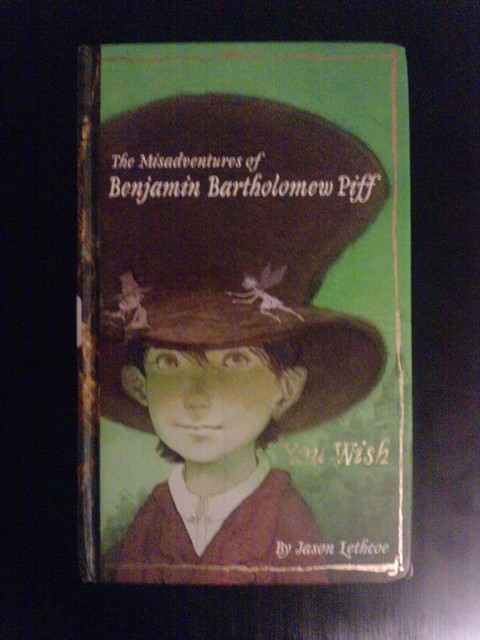 The Misadventures of
Benjamin Bartholomew Piff
You Wish
By Jason Lethcoe